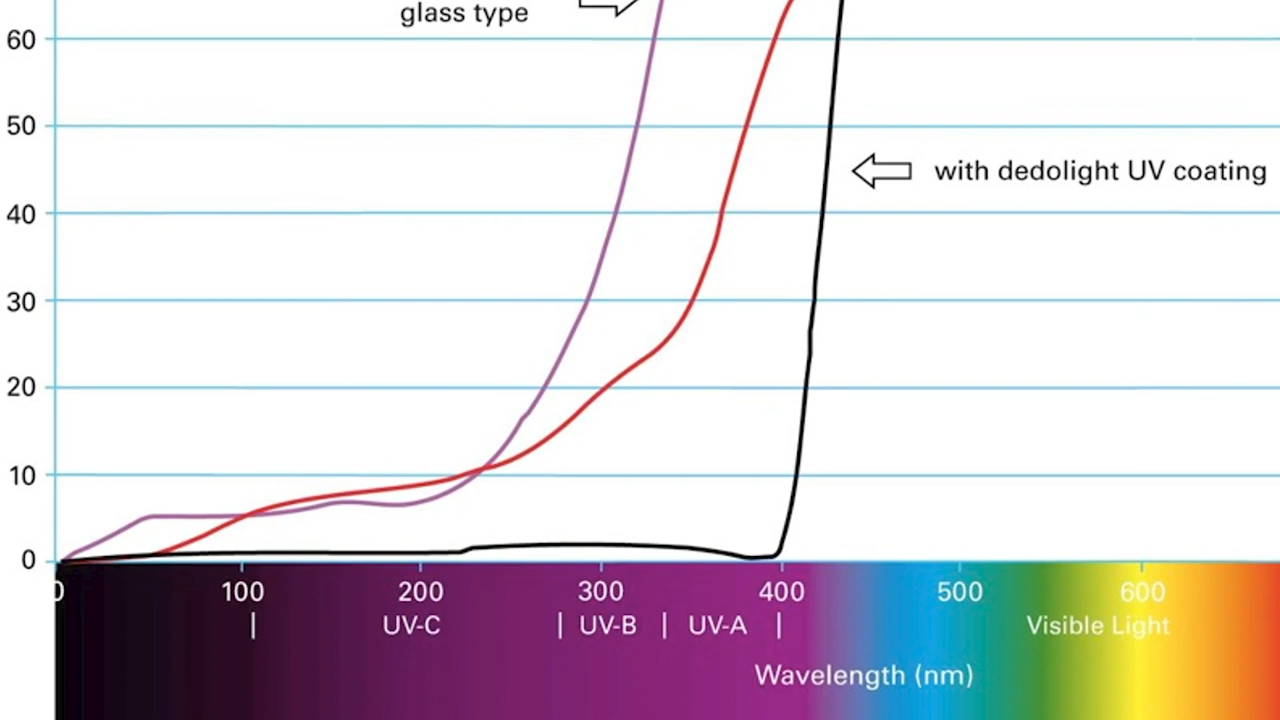 glass type
60
50
with dedolight UV coating
40
30
20
10
0
0 100 200 300 400 500 600
| UV-C | UV-B | UV-A | Visible Light
Wavelength (nm)